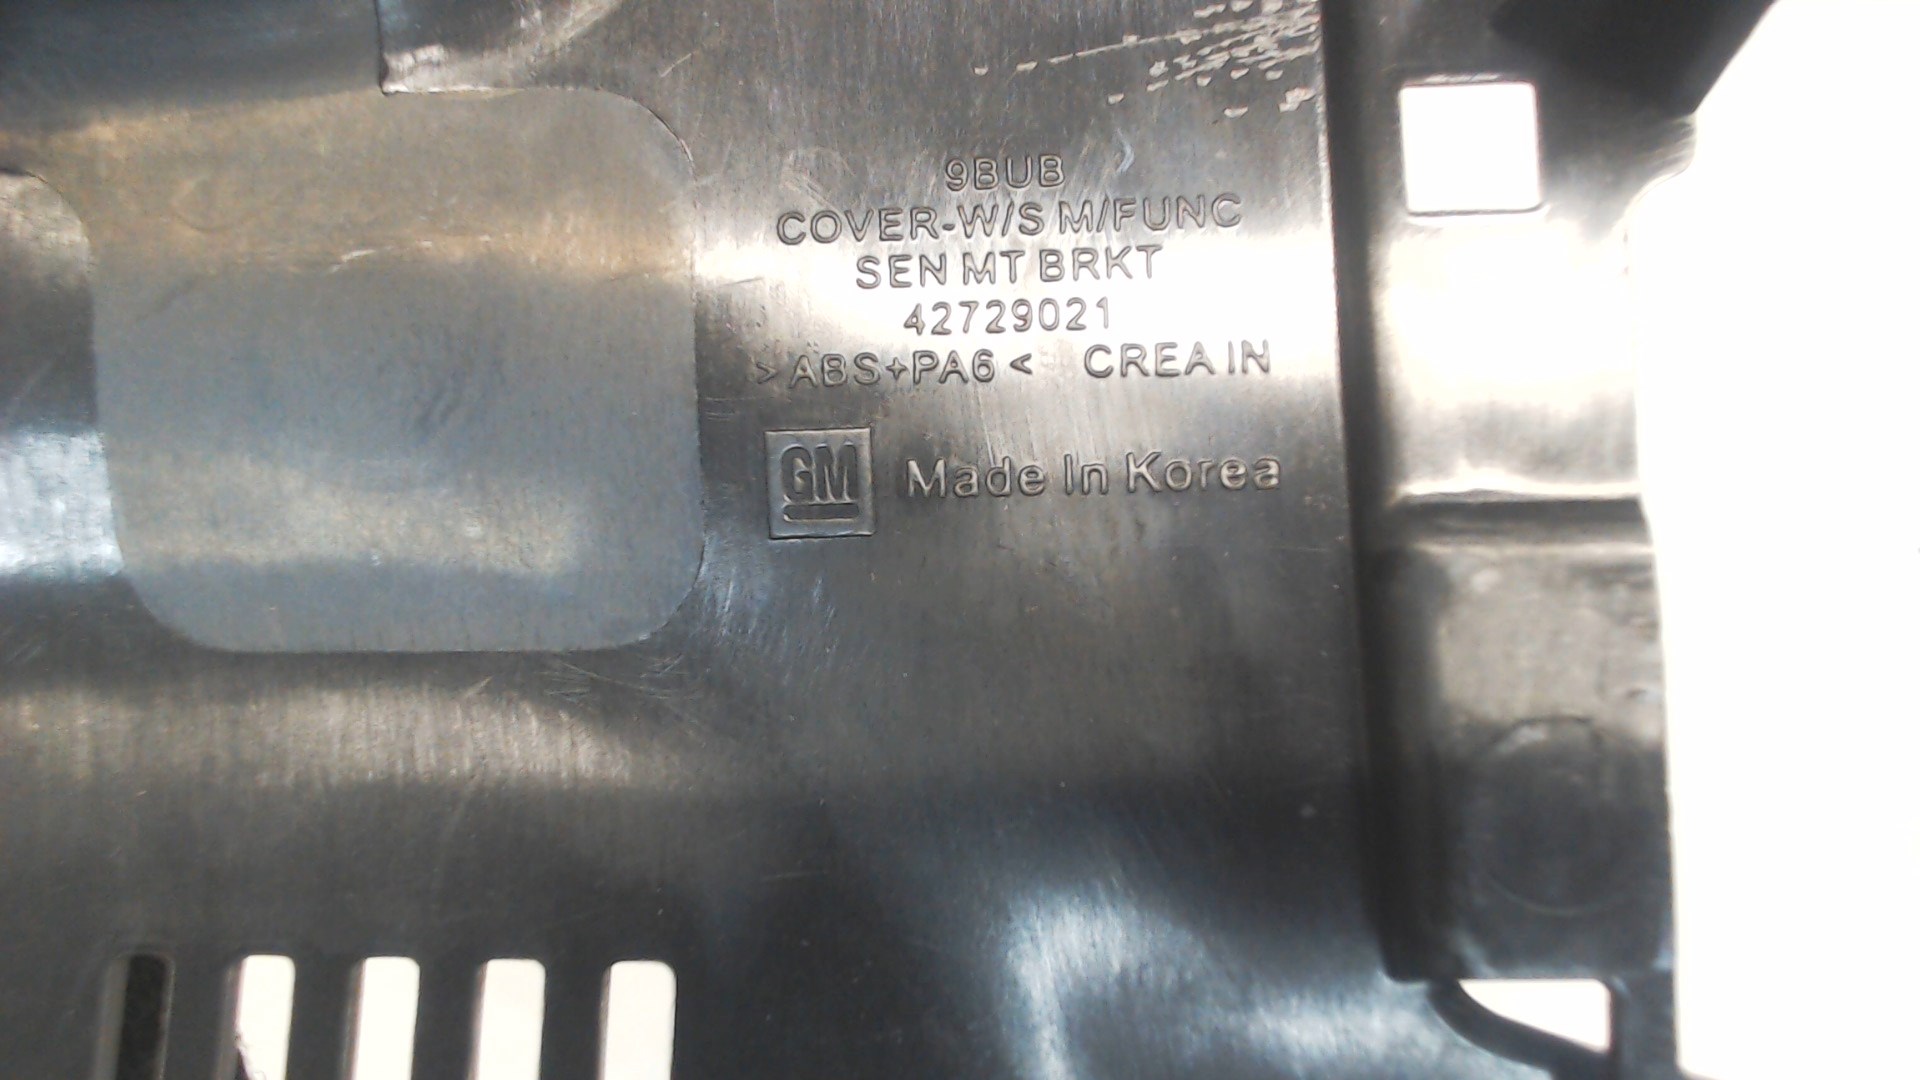 9BUB
COVER-W/S M/FUNC
SEN MT BRKT
42729021
>ABS+PA6< CREA IN
GM Made In Korea